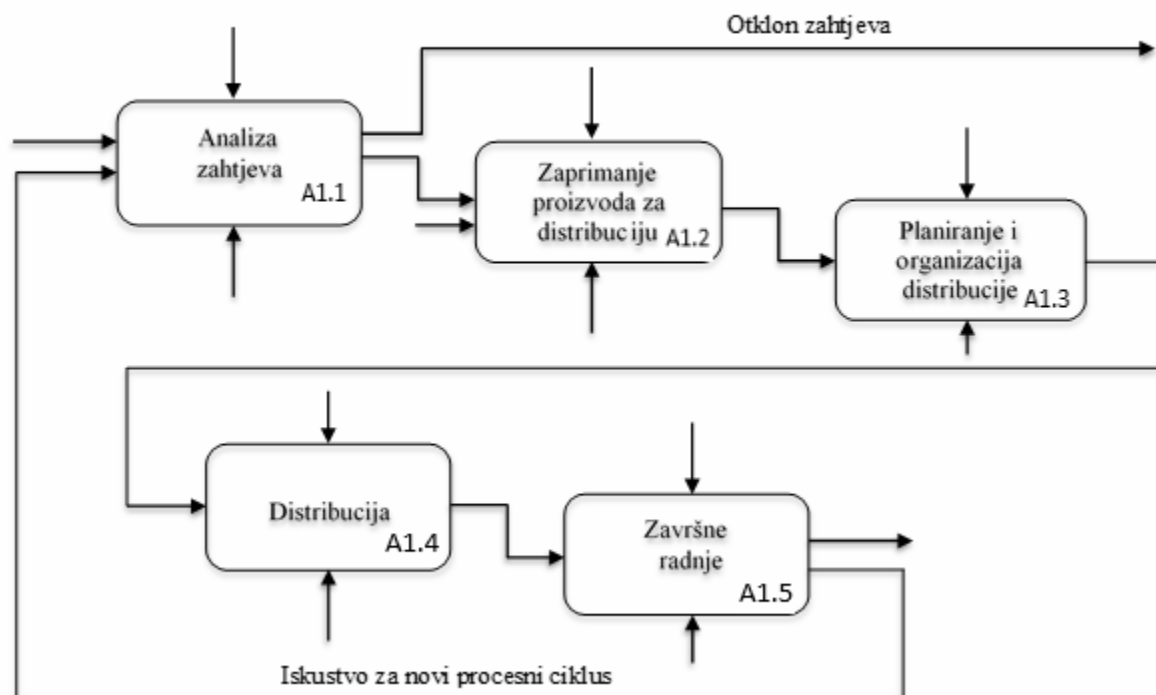 Otklon zahtjeva
Analiza
zahtjeva
A1.1
Zaprimanje
proizvoda za
distribuciju
A1.2
Planiranje i
organizacija
distribucije
A1.3
Distribucija
A1.4
Završne
radnje
A1.5
Iskustvo za novi procesni ciklus